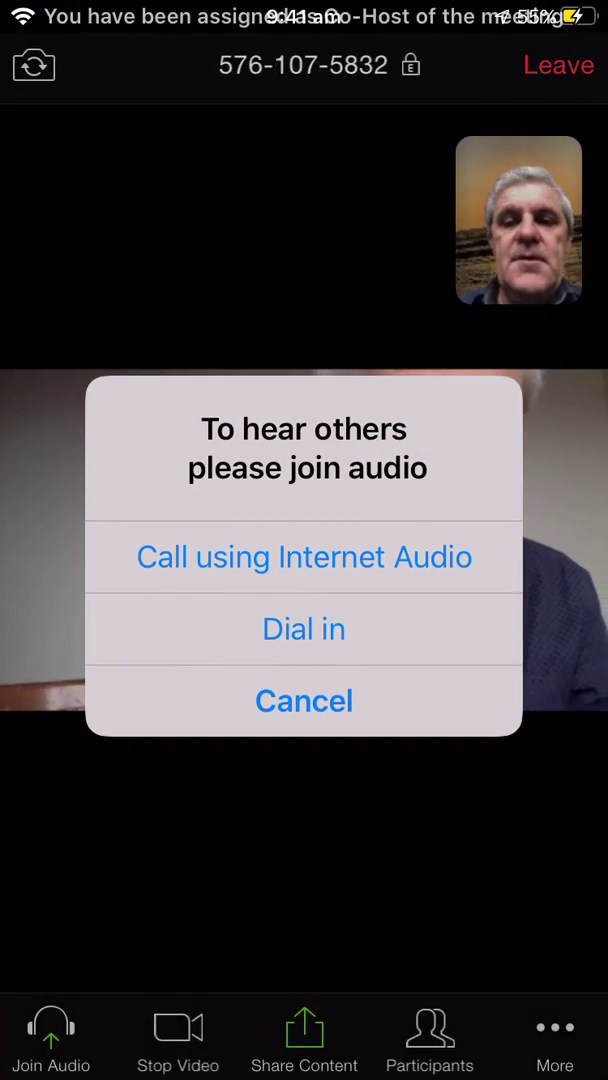 You have been assigned as Co-Host of the meeting
9:41 am
55%
576-107-5832
E
Leave
To hear others
please join audio
Call using Internet Audio
Dial in
Cancel
Join Audio
Stop Video
Share Content
Participants
More